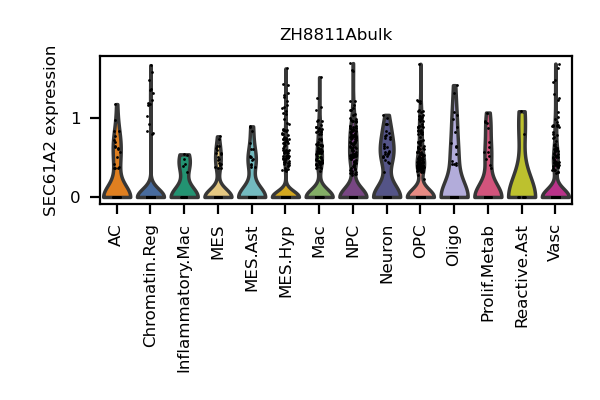 ZH8811Abulk
SEC61A2 expression
1
0
AC
Chromatin.Reg
Inflammatory.Mac
MES
MES.Ast
MES.Hyp
Mac
NPC
Neuron
OPC
Oligo
Prolif.Metab
Reactive.Ast
Vasc